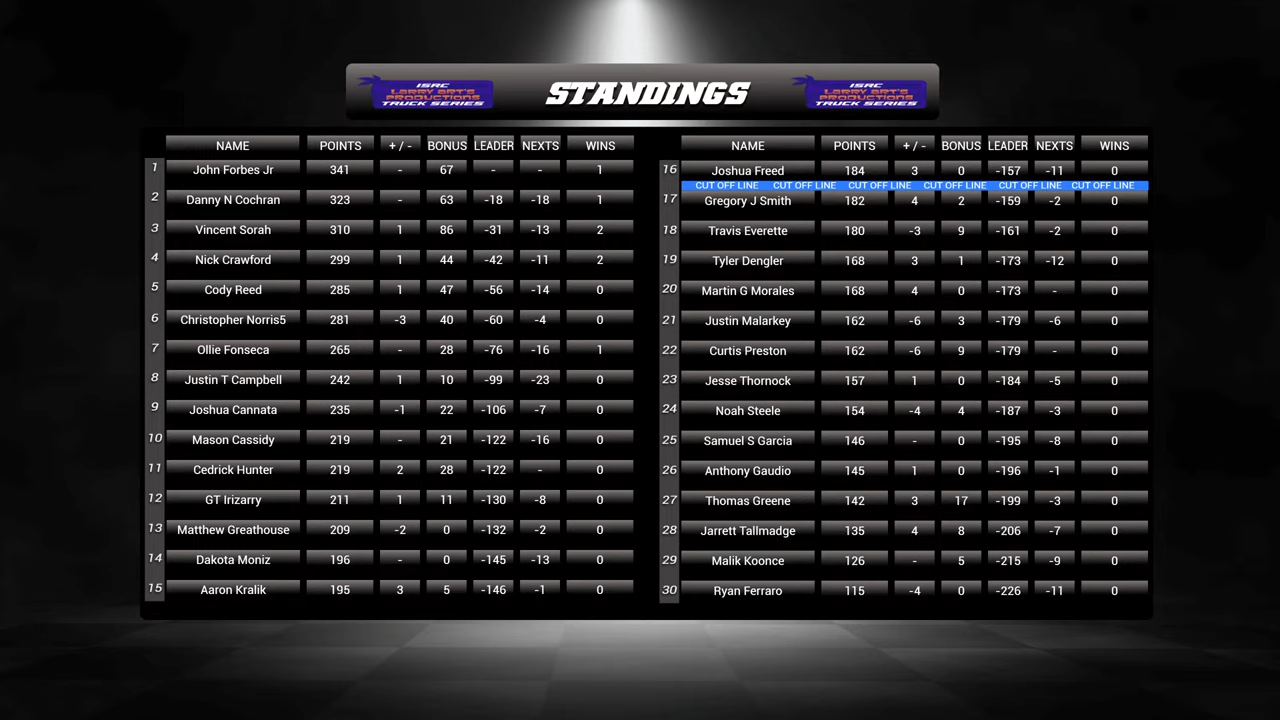 ISRC
LARRY ART'S
PRODUCTIONS
TRUCK SERIES
STANDINGS
ISRC
LARRY ART'S
PRODUCTIONS
TRUCK SERIES
NAME POINTS + / - BONUS LEADER NEXTS WINS
1 John Forbes Jr 341 - 67 - - 1
2 Danny N Cochran 323 - 63 -18 -18 1
3 Vincent Sorah 310 1 86 -31 -13 2
4 Nick Crawford 299 1 44 -42 -11 2
5 Cody Reed 285 1 47 -56 -14 0
6 Christopher Norris5 281 -3 40 -60 -4 0
7 Ollie Fonseca 265 - 28 -76 -16 1
8 Justin T Campbell 242 1 10 -99 -23 0
9 Joshua Cannata 235 -1 22 -106 -7 0
10 Mason Cassidy 219 - 21 -122 -16 0
11 Cedrick Hunter 219 2 28 -122 - 0
12 GT Irizarry 211 1 11 -130 -8 0
13 Matthew Greathouse 209 -2 0 -132 -2 0
14 Dakota Moniz 196 - 0 -145 -13 0
15 Aaron Kralik 195 3 5 -146 -1 0
NAME POINTS + / - BONUS LEADER NEXTS WINS
16 Joshua Freed 184 3 0 -157 -11 0
CUT OFF LINE CUT OFF LINE CUT OFF LINE CUT OFF LINE CUT OFF LINE CUT OFF LINE
17 Gregory J Smith 182 4 2 -159 -2 0
18 Travis Everette 180 -3 9 -161 -2 0
19 Tyler Dengler 168 3 1 -173 -12 0
20 Martin G Morales 168 4 0 -173 - 0
21 Justin Malarkey 162 -6 3 -179 -6 0
22 Curtis Preston 162 -6 9 -179 - 0
23 Jesse Thornock 157 1 0 -184 -5 0
24 Noah Steele 154 -4 4 -187 -3 0
25 Samuel S Garcia 146 - 0 -195 -8 0
26 Anthony Gaudio 145 1 0 -196 -1 0
27 Thomas Greene 142 3 17 -199 -3 0
28 Jarrett Tallmadge 135 4 8 -206 -7 0
29 Malik Koonce 126 - 5 -215 -9 0
30 Ryan Ferraro 115 -4 0 -226 -11 0